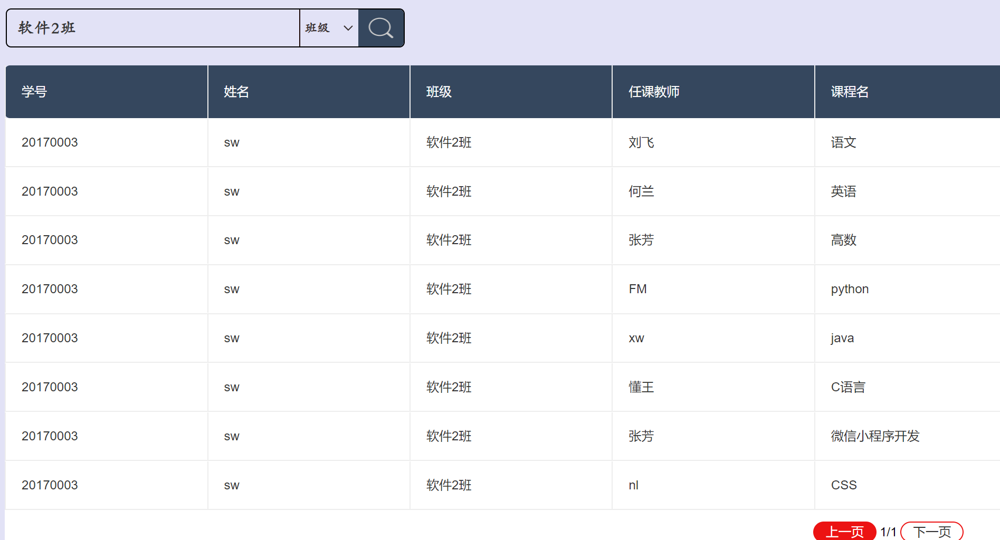 软件2班 班级
学号 姓名 班级 任课教师 课程名
20170003 sw 软件2班 刘飞 语文
20170003 sw 软件2班 何兰 英语
20170003 sw 软件2班 张芳 高数
20170003 sw 软件2班 FM python
20170003 sw 软件2班 xw java
20170003 sw 软件2班 懂王 C语言
20170003 sw 软件2班 张芳 微信小程序开发
20170003 sw 软件2班 nl CSS
上一页 1/1 下一页